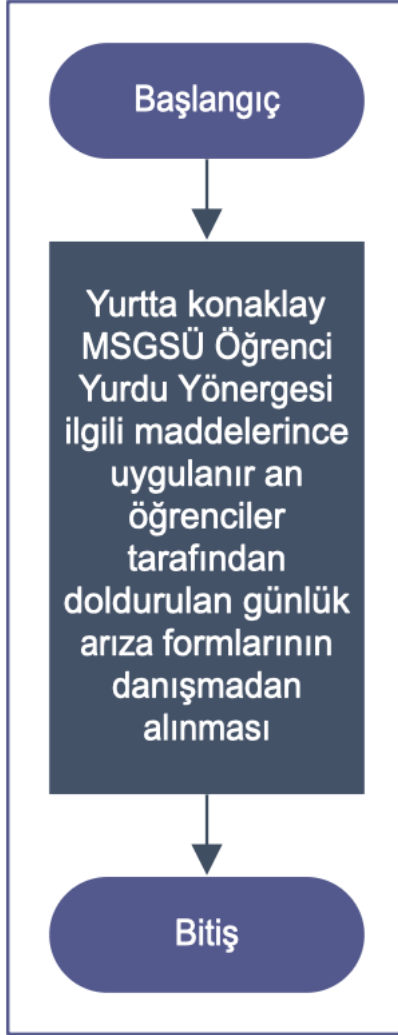 Başlangıç
Yurtta konaklay
MSGSÜ Öğrenci
Yurdu Yönergesi
ilgili maddelerince
uygulanır an
öğrenciler
tarafından
doldurulan günlük
arıza formlarının
danışmadan
alınması
Bitiş